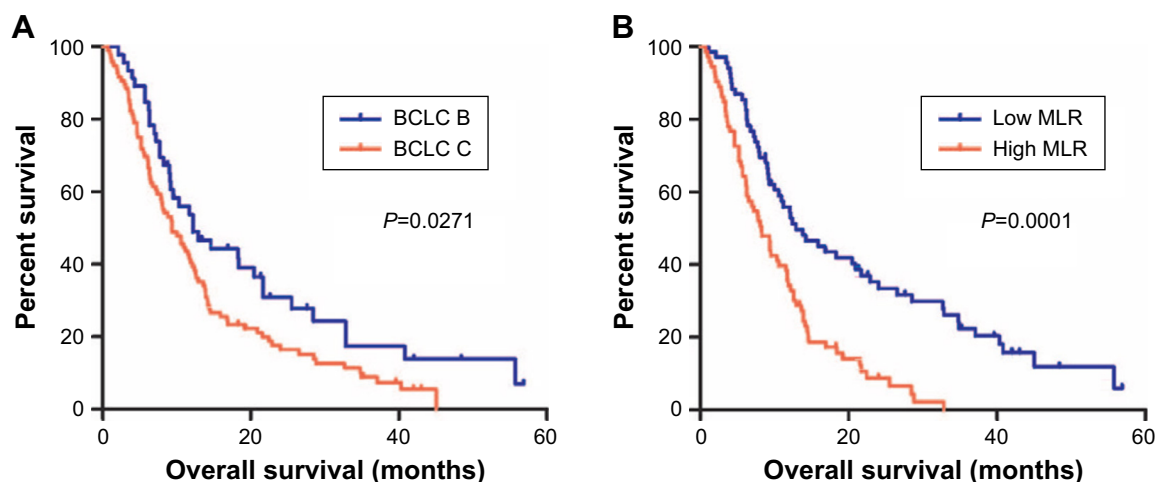 A
Percent survival
100
80
60
40
20
0
BCLC B
BCLC C
P=0.0271
0 20 40 60
Overall survival (months)
B
Percent survival
100
80
60
40
20
0
Low MLR
High MLR
P=0.0001
0 20 40 60
Overall survival (months)